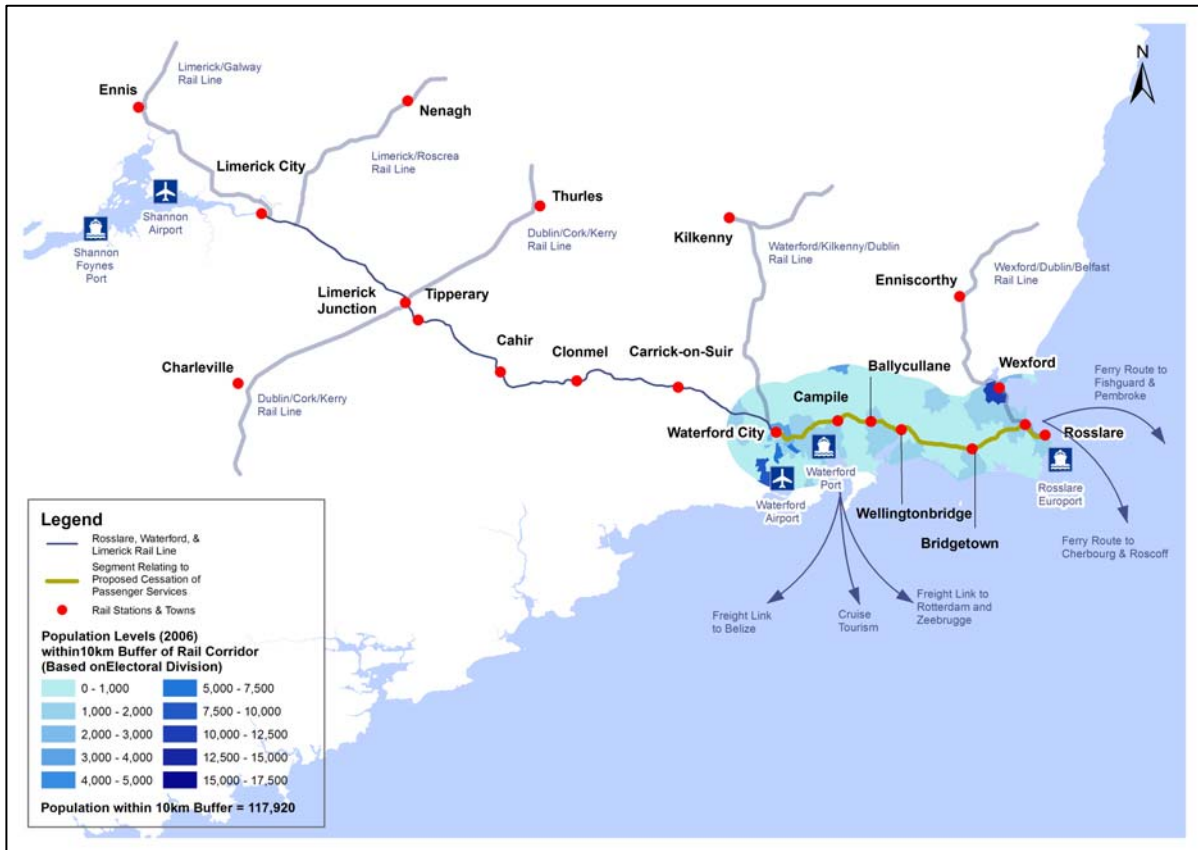 N
Limerick/Galway
Rail Line
Ennis
Nenagh
Limerick City
Limerick/Roscrea
Rail Line
Shannon
Airport
Thurles
Shannon
Foynes
Port
Dublin/Cork/Kerry
Rail Line
Kilkenny
Waterford/Kilkenny/Dublin
Rail Line
Enniscorthy
Wexford/Dublin/Belfast
Rail Line
Limerick
Junction
Tipperary
Cahir
Clonmel
Carrick-on-Suir
Ballycullane
Wexford
Charleville
Campile
Ferry Route to
Fishguard &
Pembroke
Dublin/Cork/Kerry
Rail Line
Waterford City
Rosslare
Waterford
Port
Waterford
Airport
Rosslare
Europort
Wellingtonbridge
Bridgetown
Ferry Route to
Cherbourg & Roscoff
Freight Link
to Belize
Cruise
Tourism
Freight Link to
Rotterdam and
Zeebrugge
Legend
Rosslare, Waterford, &
Limerick Rail Line
Segment Relating to
Proposed Cessation of
Passenger Services
Rail Stations & Towns
Population Levels (2006)
within10km Buffer of Rail Corridor
(Based onElectoral Division)
0 - 1,000
1,000 - 2,000
2,000 - 3,000
3,000 - 4,000
4,000 - 5,000
5,000 - 7,500
7,500 - 10,000
10,000 - 12,500
12,500 - 15,000
15,000 - 17,500
Population within 10km Buffer = 117,920